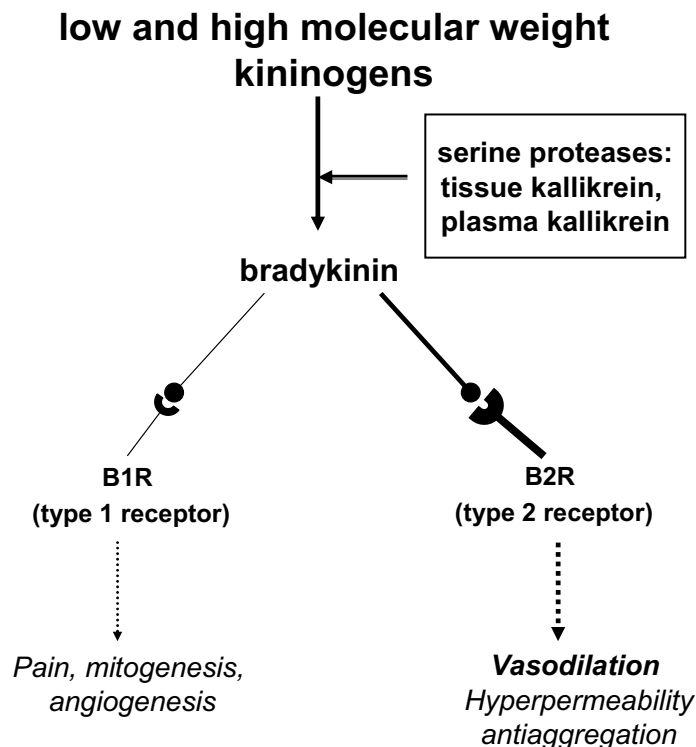 low and high molecular weight
kininogens
serine proteases:
tissue kallikrein,
plasma kallikrein
bradykinin
B1R
(type 1 receptor)
B2R
(type 2 receptor)
Pain, mitogenesis,
angiogenesis
Vasodilation
Hyperpermeability
antiaggregation